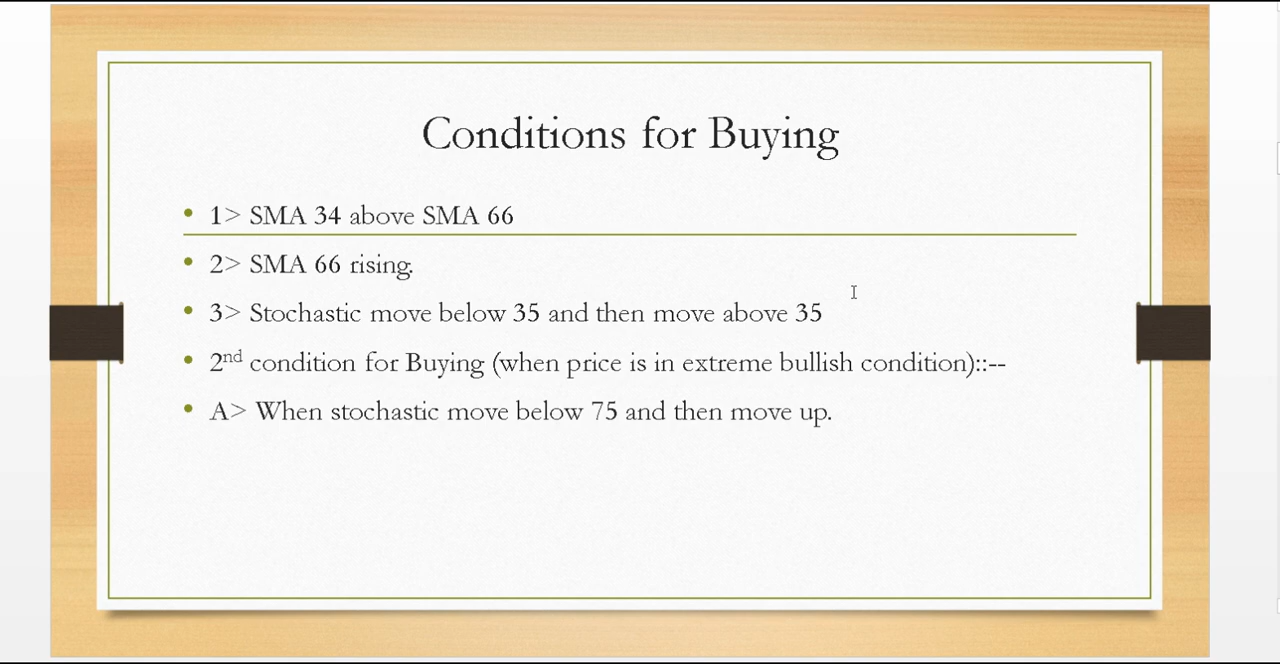 Conditions for Buying
• 1> SMA 34 above SMA 66
• 2> SMA 66 rising.
• 3> Stochastic move below 35 and then move above 35
• 2nd condition for Buying (when price is in extreme bullish condition)::--
• A> When stochastic move below 75 and then move up.